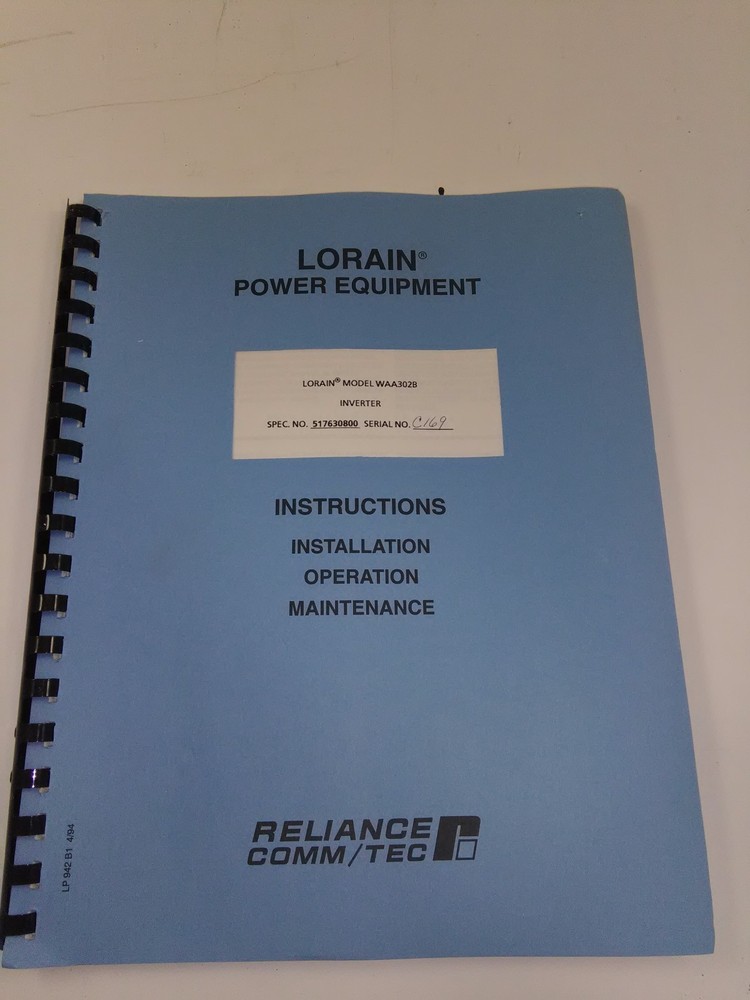 LORAIN®
POWER EQUIPMENT
LORAIN® MODEL WAA302B
INVERTER
SPEC. NO. 517630800 SERIAL NO. C169
INSTRUCTIONS
INSTALLATION
OPERATION
MAINTENANCE
RELIANCE
COMM/TEC
LP 942 B1 4/94